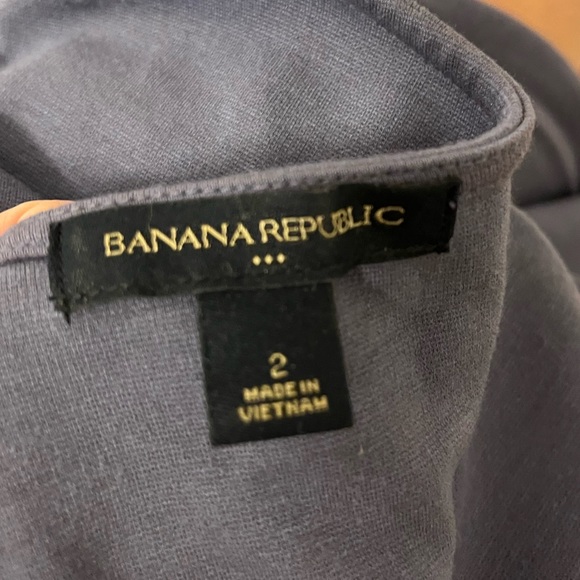 BANANA REPUBLIC
•••
2
MADE IN
VIETNAM